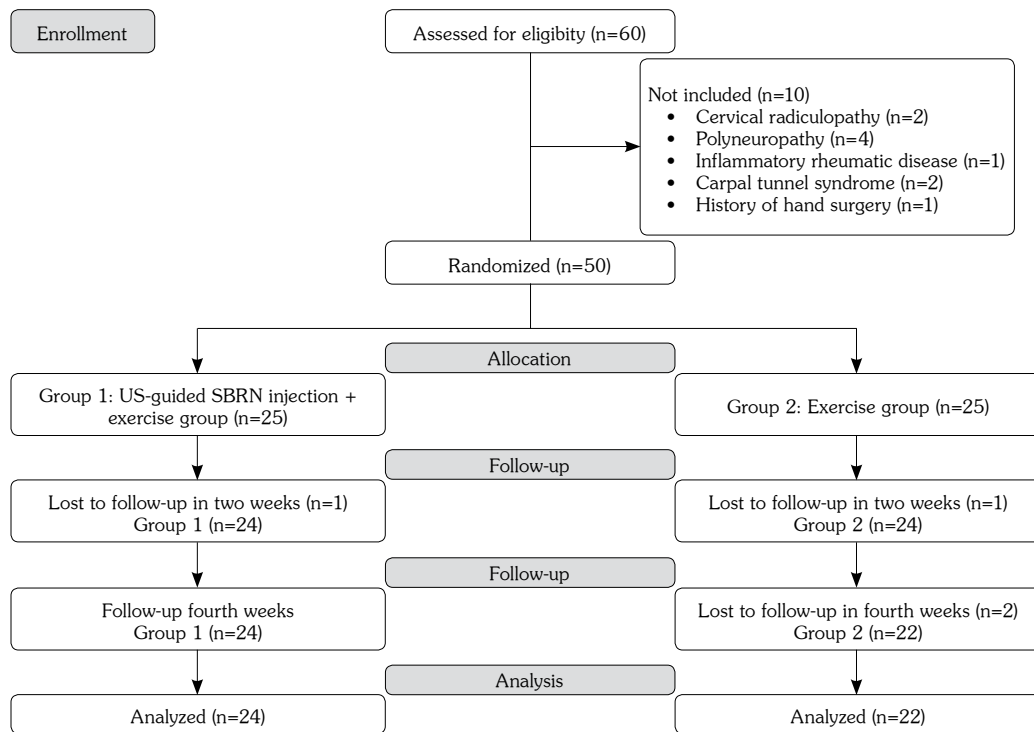 Enrollment
Assessed for eligibity (n=60)
Not included (n=10)
• Cervical radiculopathy (n=2)
• Polyneuropathy (n=4)
• Inflammatory rheumatic disease (n=1)
• Carpal tunnel syndrome (n=2)
• History of hand surgery (n=1)
Randomized (n=50)
Allocation
Group 1: US-guided SBRN injection +
exercise group (n=25)
Group 2: Exercise group (n=25)
Follow-up
Lost to follow-up in two weeks (n=1)
Group 1 (n=24)
Lost to follow-up in two weeks (n=1)
Group 2 (n=24)
Follow-up
Follow-up fourth weeks
Group 1 (n=24)
Lost to follow-up in fourth weeks (n=2)
Group 2 (n=22)
Analysis
Analyzed (n=24)
Analyzed (n=22)